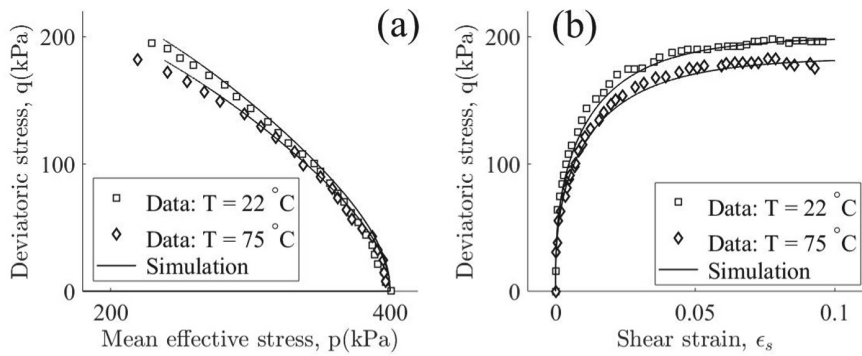 (a)
Deviatoric stress, q(kPa)
200
100
0
Data: T = 22 °C
Data: T = 75 °C
Simulation
200
400
Mean effective stress, p(kPa)
(b)
Deviatoric stress, q(kPa)
200
100
0
Data: T = 22 °C
Data: T = 75 °C
Simulation
0
0.05
0.1
Shear strain, ϵₛ